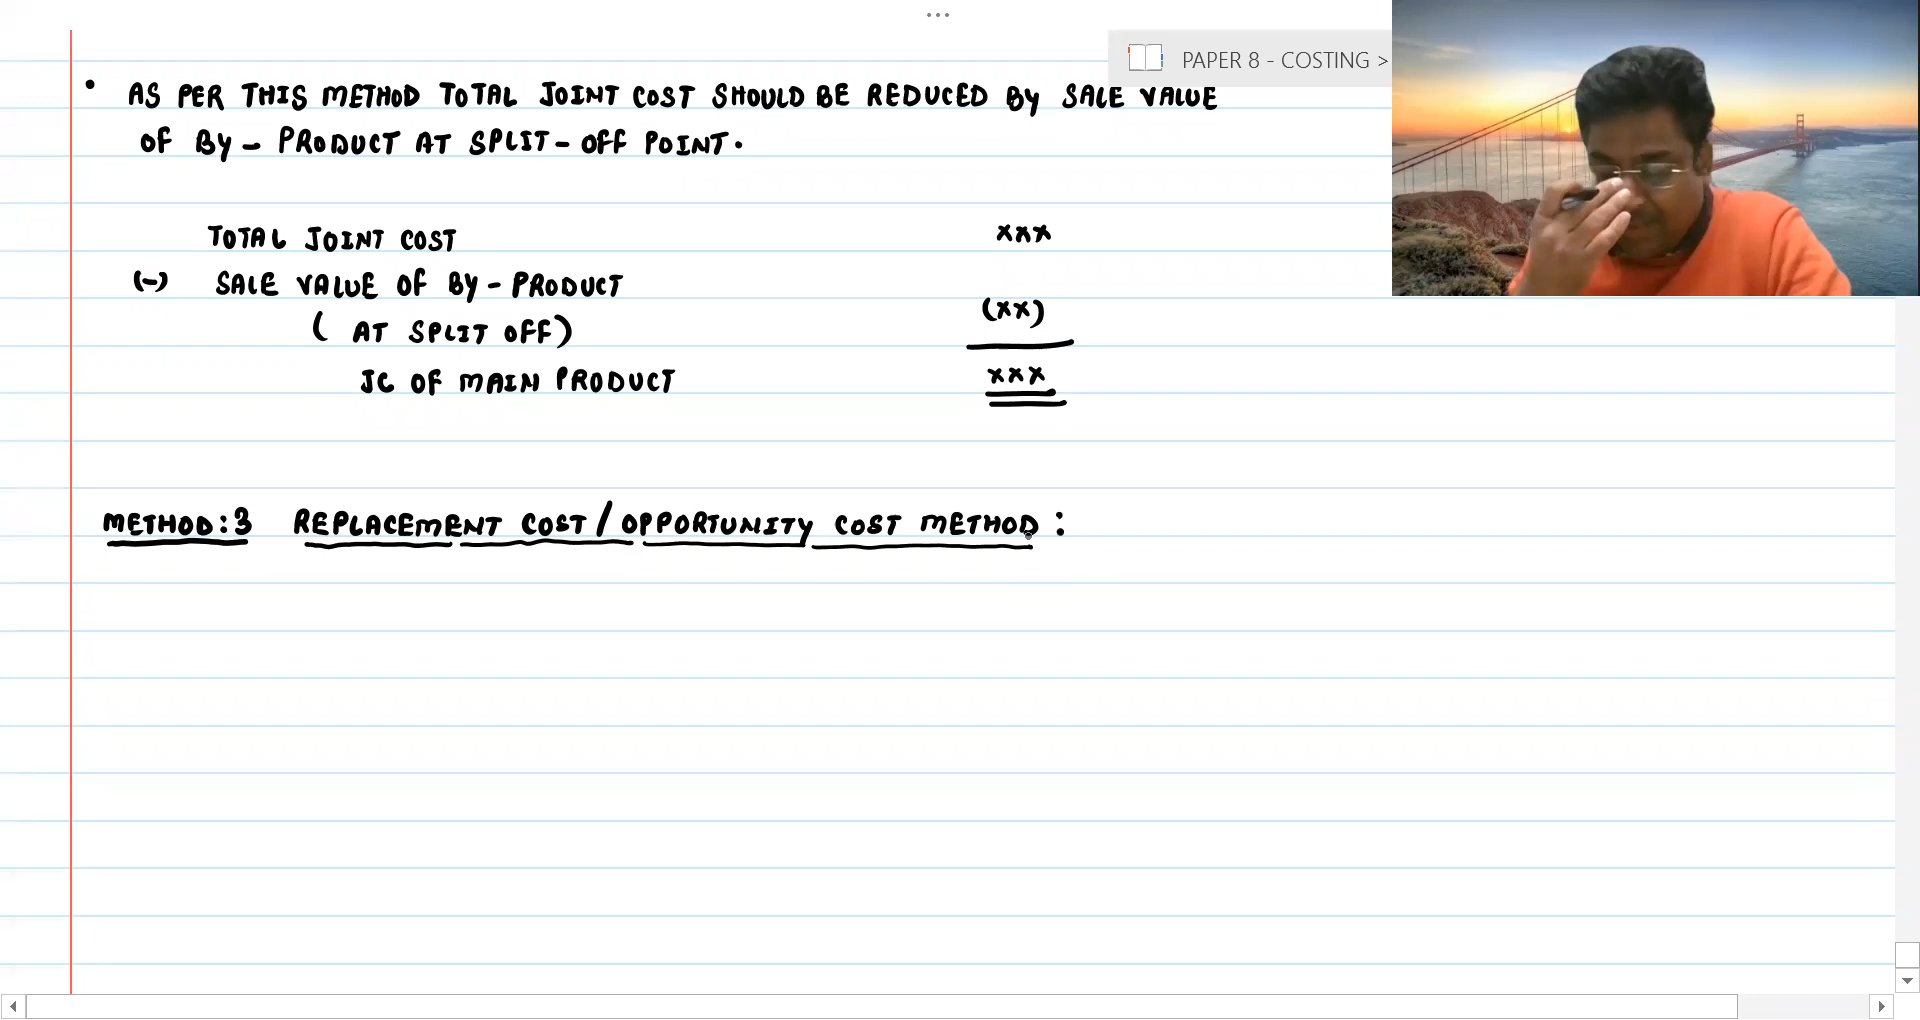 PAPER 8 - COSTING >
• AS PER THIS METHOD TOTAL JOINT COST SHOULD BE REDUCED BY SALE VALUE
OF BY - PRODUCT AT SPLIT - OFF POINT.
TOTAL JOINT COST xxx
(-) SALE VALUE OF BY - PRODUCT
( AT SPLIT OFF) (xx)
JC OF MAIN PRODUCT xxx
METHOD: 3 REPLACEMENT COST / OPPORTUNITY COST METHOD :